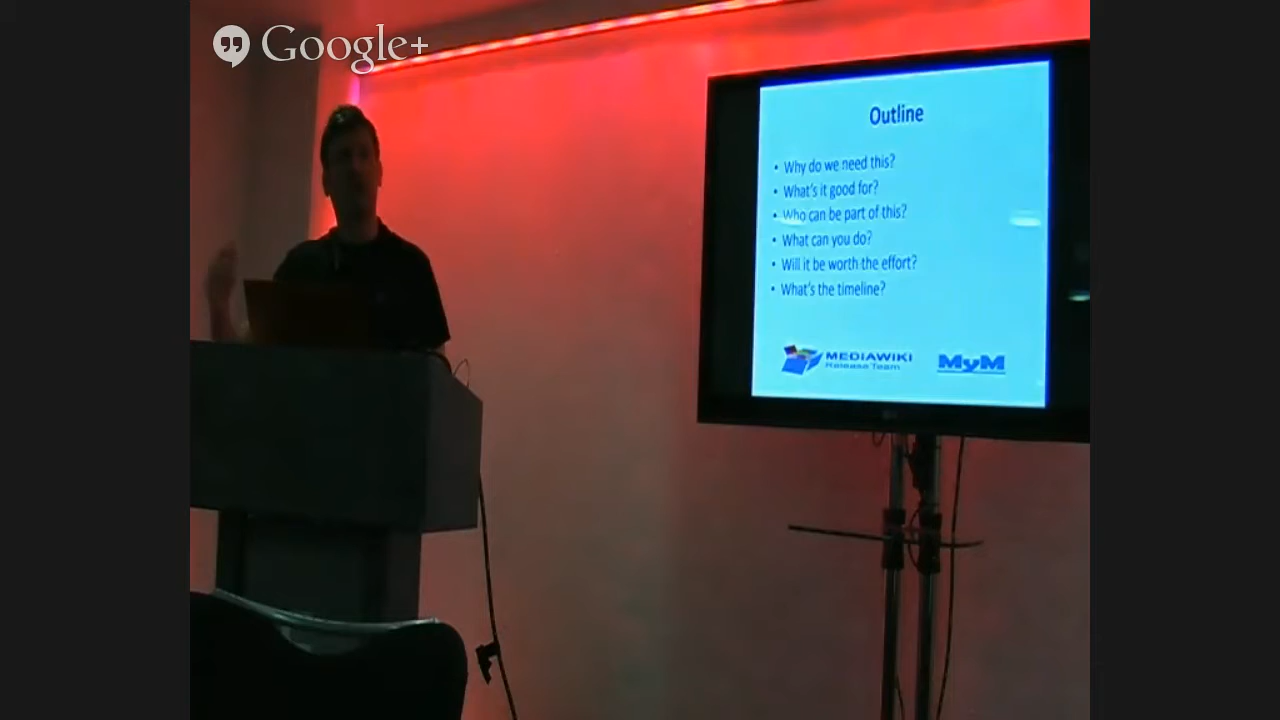 Google+
Outline
• Why do we need this?
• What's it good for?
• Who can be part of this?
• What can you do?
• Will it be worth the effort?
• What's the timeline?
MEDIAWIKI
Release Team
MyM